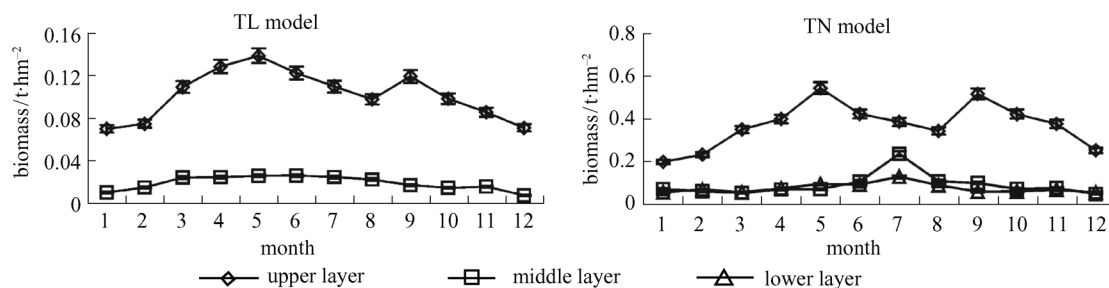 TL model
biomass/t·hm⁻²
0.16
0.12
0.08
0.04
0
1 2 3 4 5 6 7 8 9 10 11 12
month
TN model
biomass/t·hm⁻²
0.8
0.6
0.4
0.2
0
1 2 3 4 5 6 7 8 9 10 11 12
month
upper layer middle layer lower layer